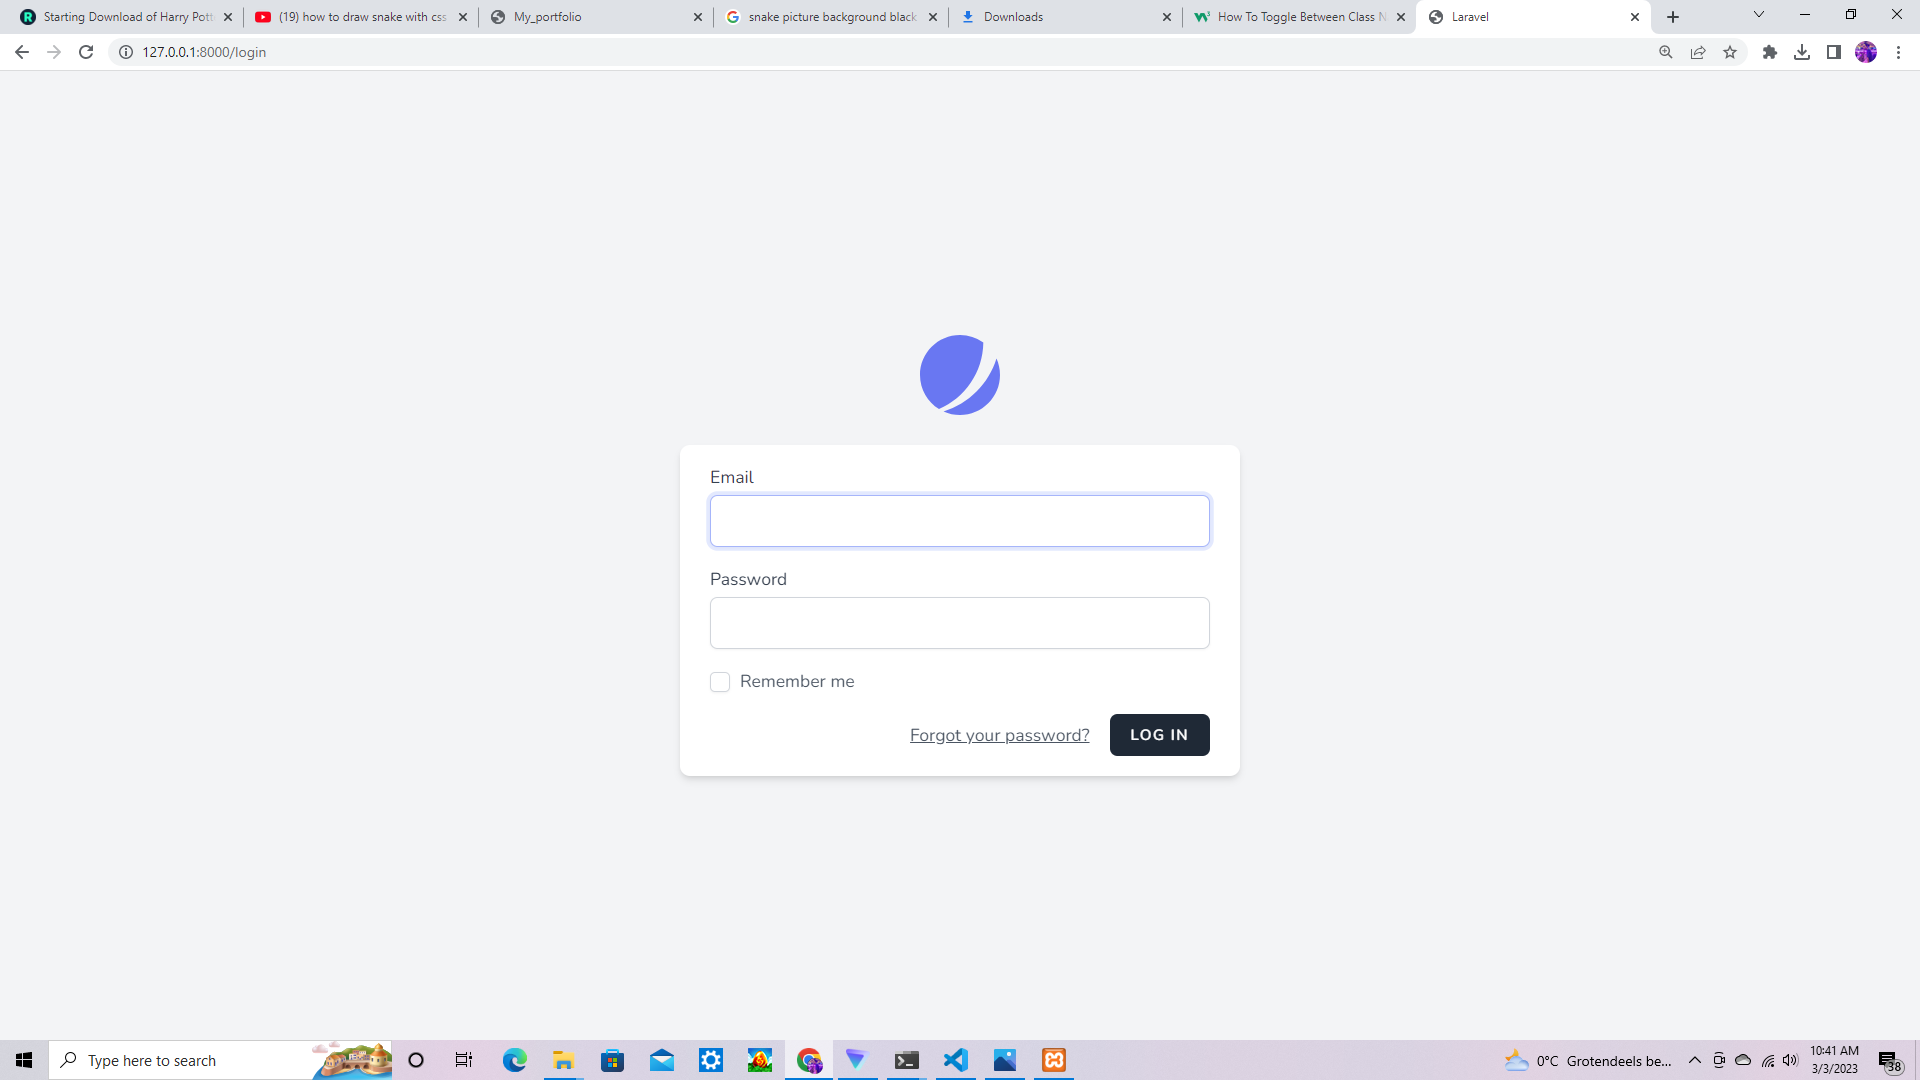 Starting Download of Harry Pott
(19) how to draw snake with css
My_portfolio
snake picture background black
Downloads
How To Toggle Between Class N
Laravel
127.0.0.1:8000/login
Email
Password
Remember me
Forgot your password?
LOG IN
Type here to search
0°C Grotendeels be...
10:41 AM
3/3/2023
38